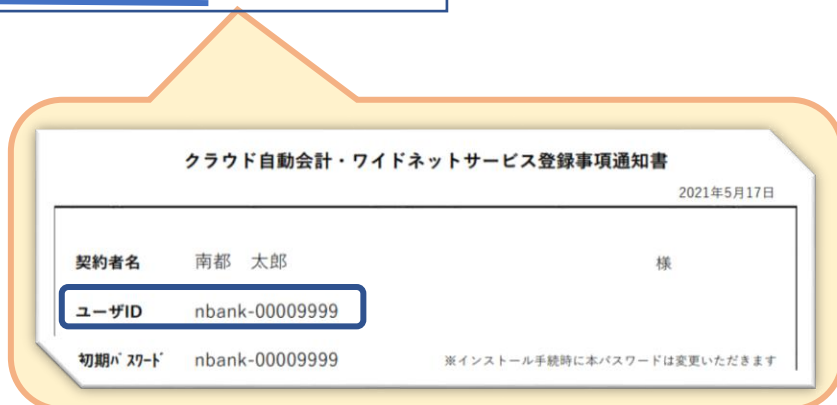 クラウド自動会計・ワイドネットサービス登録事項通知書
2021年5月17日
契約者名 南都 太郎 様
ユーザID nbank-00009999
初期ﾊﾟｽﾜｰﾄﾞ nbank-00009999 ※インストール手続時に本パスワードは変更いただきます